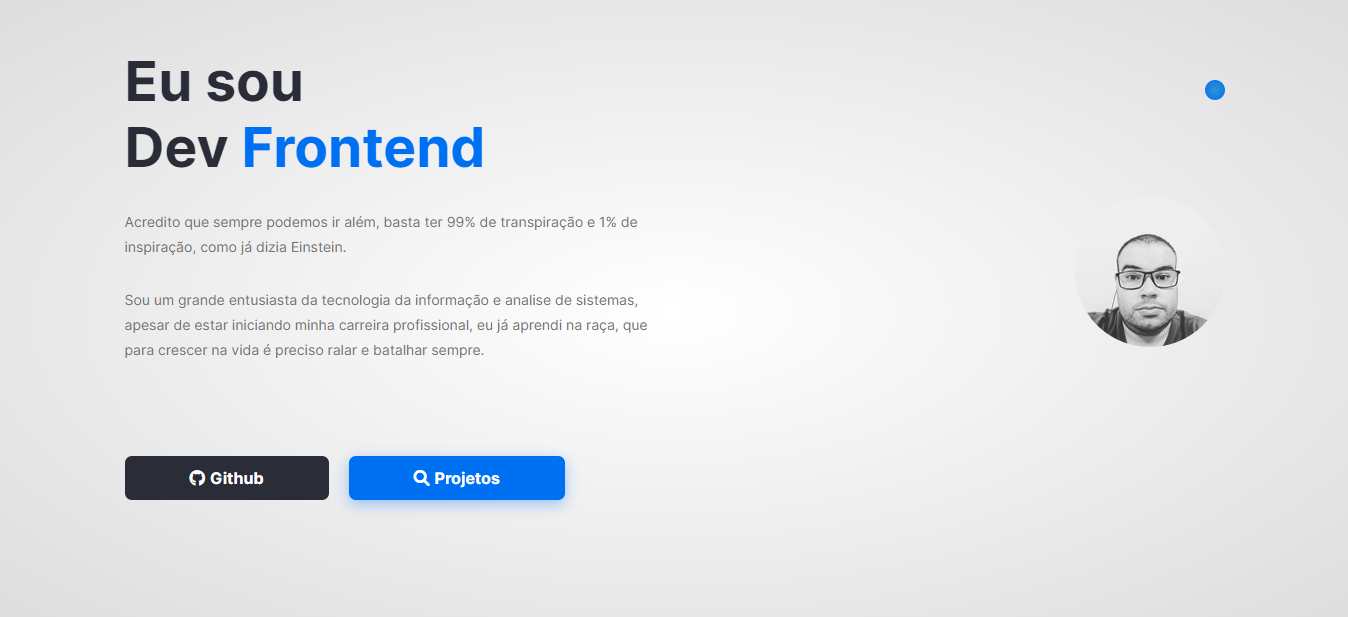 Eu sou
Dev Frontend
Acredito que sempre podemos ir além, basta ter 99% de transpiração e 1% de
inspiração, como já dizia Einstein.
Sou um grande entusiasta da tecnologia da informação e analise de sistemas,
apesar de estar iniciando minha carreira profissional, eu já aprendi na raça, que
para crescer na vida é preciso ralar e batalhar sempre.
Github
Projetos